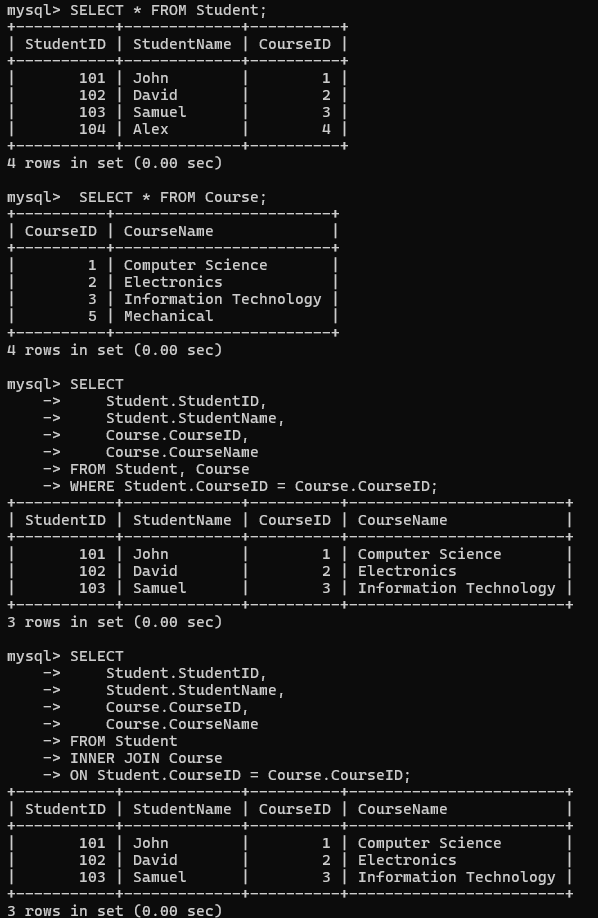 mysql> SELECT * FROM Student;
+-----------+-------------+----------+
| StudentID | StudentName | CourseID |
+-----------+-------------+----------+
|       101 | John        |        1 |
|       102 | David       |        2 |
|       103 | Samuel      |        3 |
|       104 | Alex        |        4 |
+-----------+-------------+----------+
4 rows in set (0.00 sec)

mysql>  SELECT * FROM Course;
+----------+------------------------+
| CourseID | CourseName             |
+----------+------------------------+
|        1 | Computer Science       |
|        2 | Electronics            |
|        3 | Information Technology |
|        5 | Mechanical             |
+----------+------------------------+
4 rows in set (0.00 sec)

mysql> SELECT
    ->     Student.StudentID,
    ->     Student.StudentName,
    ->     Course.CourseID,
    ->     Course.CourseName
    -> FROM Student, Course
    -> WHERE Student.CourseID = Course.CourseID;
+-----------+-------------+----------+------------------------+
| StudentID | StudentName | CourseID | CourseName             |
+-----------+-------------+----------+------------------------+
|       101 | John        |        1 | Computer Science       |
|       102 | David       |        2 | Electronics            |
|       103 | Samuel      |        3 | Information Technology |
+-----------+-------------+----------+------------------------+
3 rows in set (0.00 sec)

mysql> SELECT
    ->     Student.StudentID,
    ->     Student.StudentName,
    ->     Course.CourseID,
    ->     Course.CourseName
    -> FROM Student
    -> INNER JOIN Course
    -> ON Student.CourseID = Course.CourseID;
+-----------+-------------+----------+------------------------+
| StudentID | StudentName | CourseID | CourseName             |
+-----------+-------------+----------+------------------------+
|       101 | John        |        1 | Computer Science       |
|       102 | David       |        2 | Electronics            |
|       103 | Samuel      |        3 | Information Technology |
+-----------+-------------+----------+------------------------+
3 rows in set (0.00 sec)